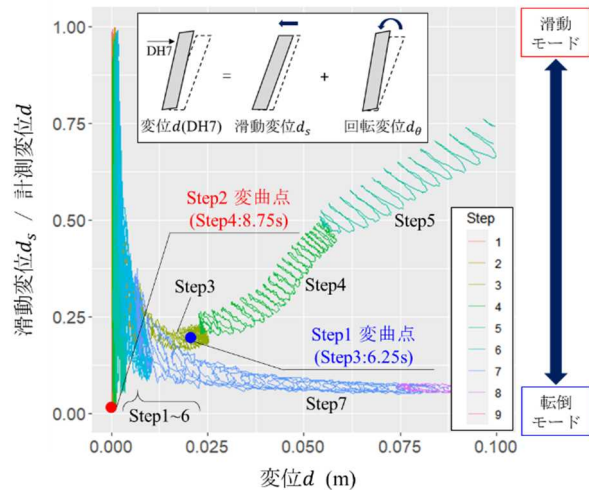 滑動
モード
DH7
=
+
変位d(DH7)
滑動変位dₛ
回転変位d_θ
1.00
0.75
0.50
0.25
0.00
滑動変位dₛ / 計測変位d
Step2 変曲点
(Step4:8.75s)
Step5
Step3
Step4
Step1 変曲点
(Step3:6.25s)
Step1~6
Step7
Step
1
2
3
4
5
6
7
8
9
転倒
モード
0.000
0.025
0.050
0.075
0.100
変位d (m)